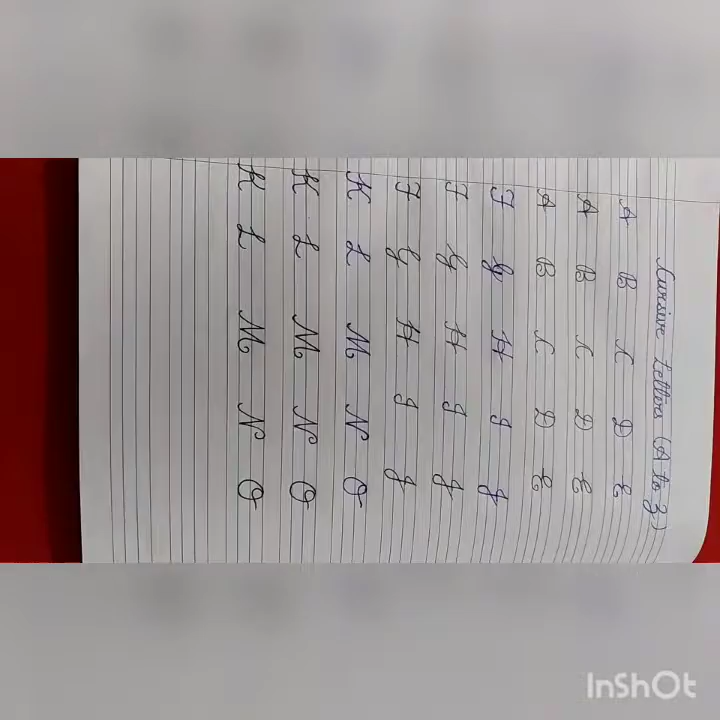 Cursive Letters (A to Z)
A B C D E
A B C D E
A B C D E
F G H I J
F G H I J
F G H I J
K L M N O
K L M N O
K L M N O
InShOt